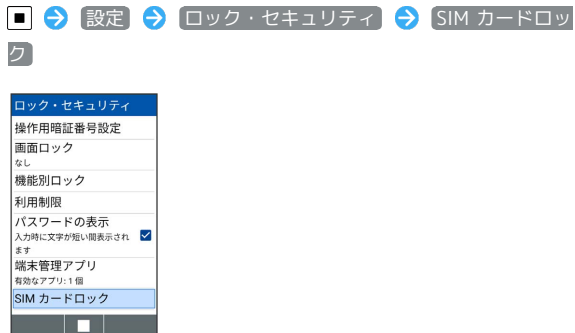 設定 ロック・セキュリティ SIM カードロッ
ク
ロック・セキュリティ
操作用暗証番号設定
画面ロック
なし
機能別ロック
利用制限
パスワードの表示
入力時に文字が短い間表示され
ます
端末管理アプリ
有効なアプリ: 1 個
SIM カードロック